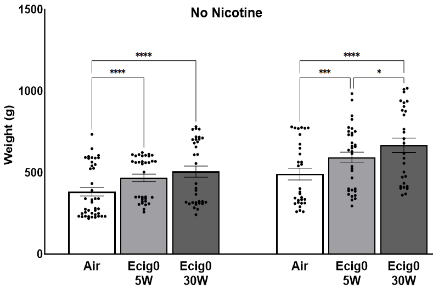 No Nicotine
1500
1000
500
0
Weight (g)
****
****
****
***
*
Air Ecig0 Ecig0 Air Ecig0 Ecig0
5W 30W 5W 30W